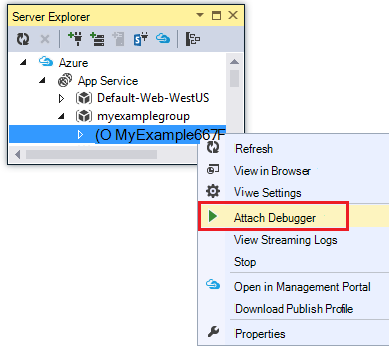 Server Explorer
Azure
App Service
Default-Web-WestUS
myexamplegroup
(O MyExample667F
Refresh
View in Browser
Viwe Settings
Attach Debugger
View Streaming Logs
Stop
Open in Management Portal
Download Publish Profile
Properties